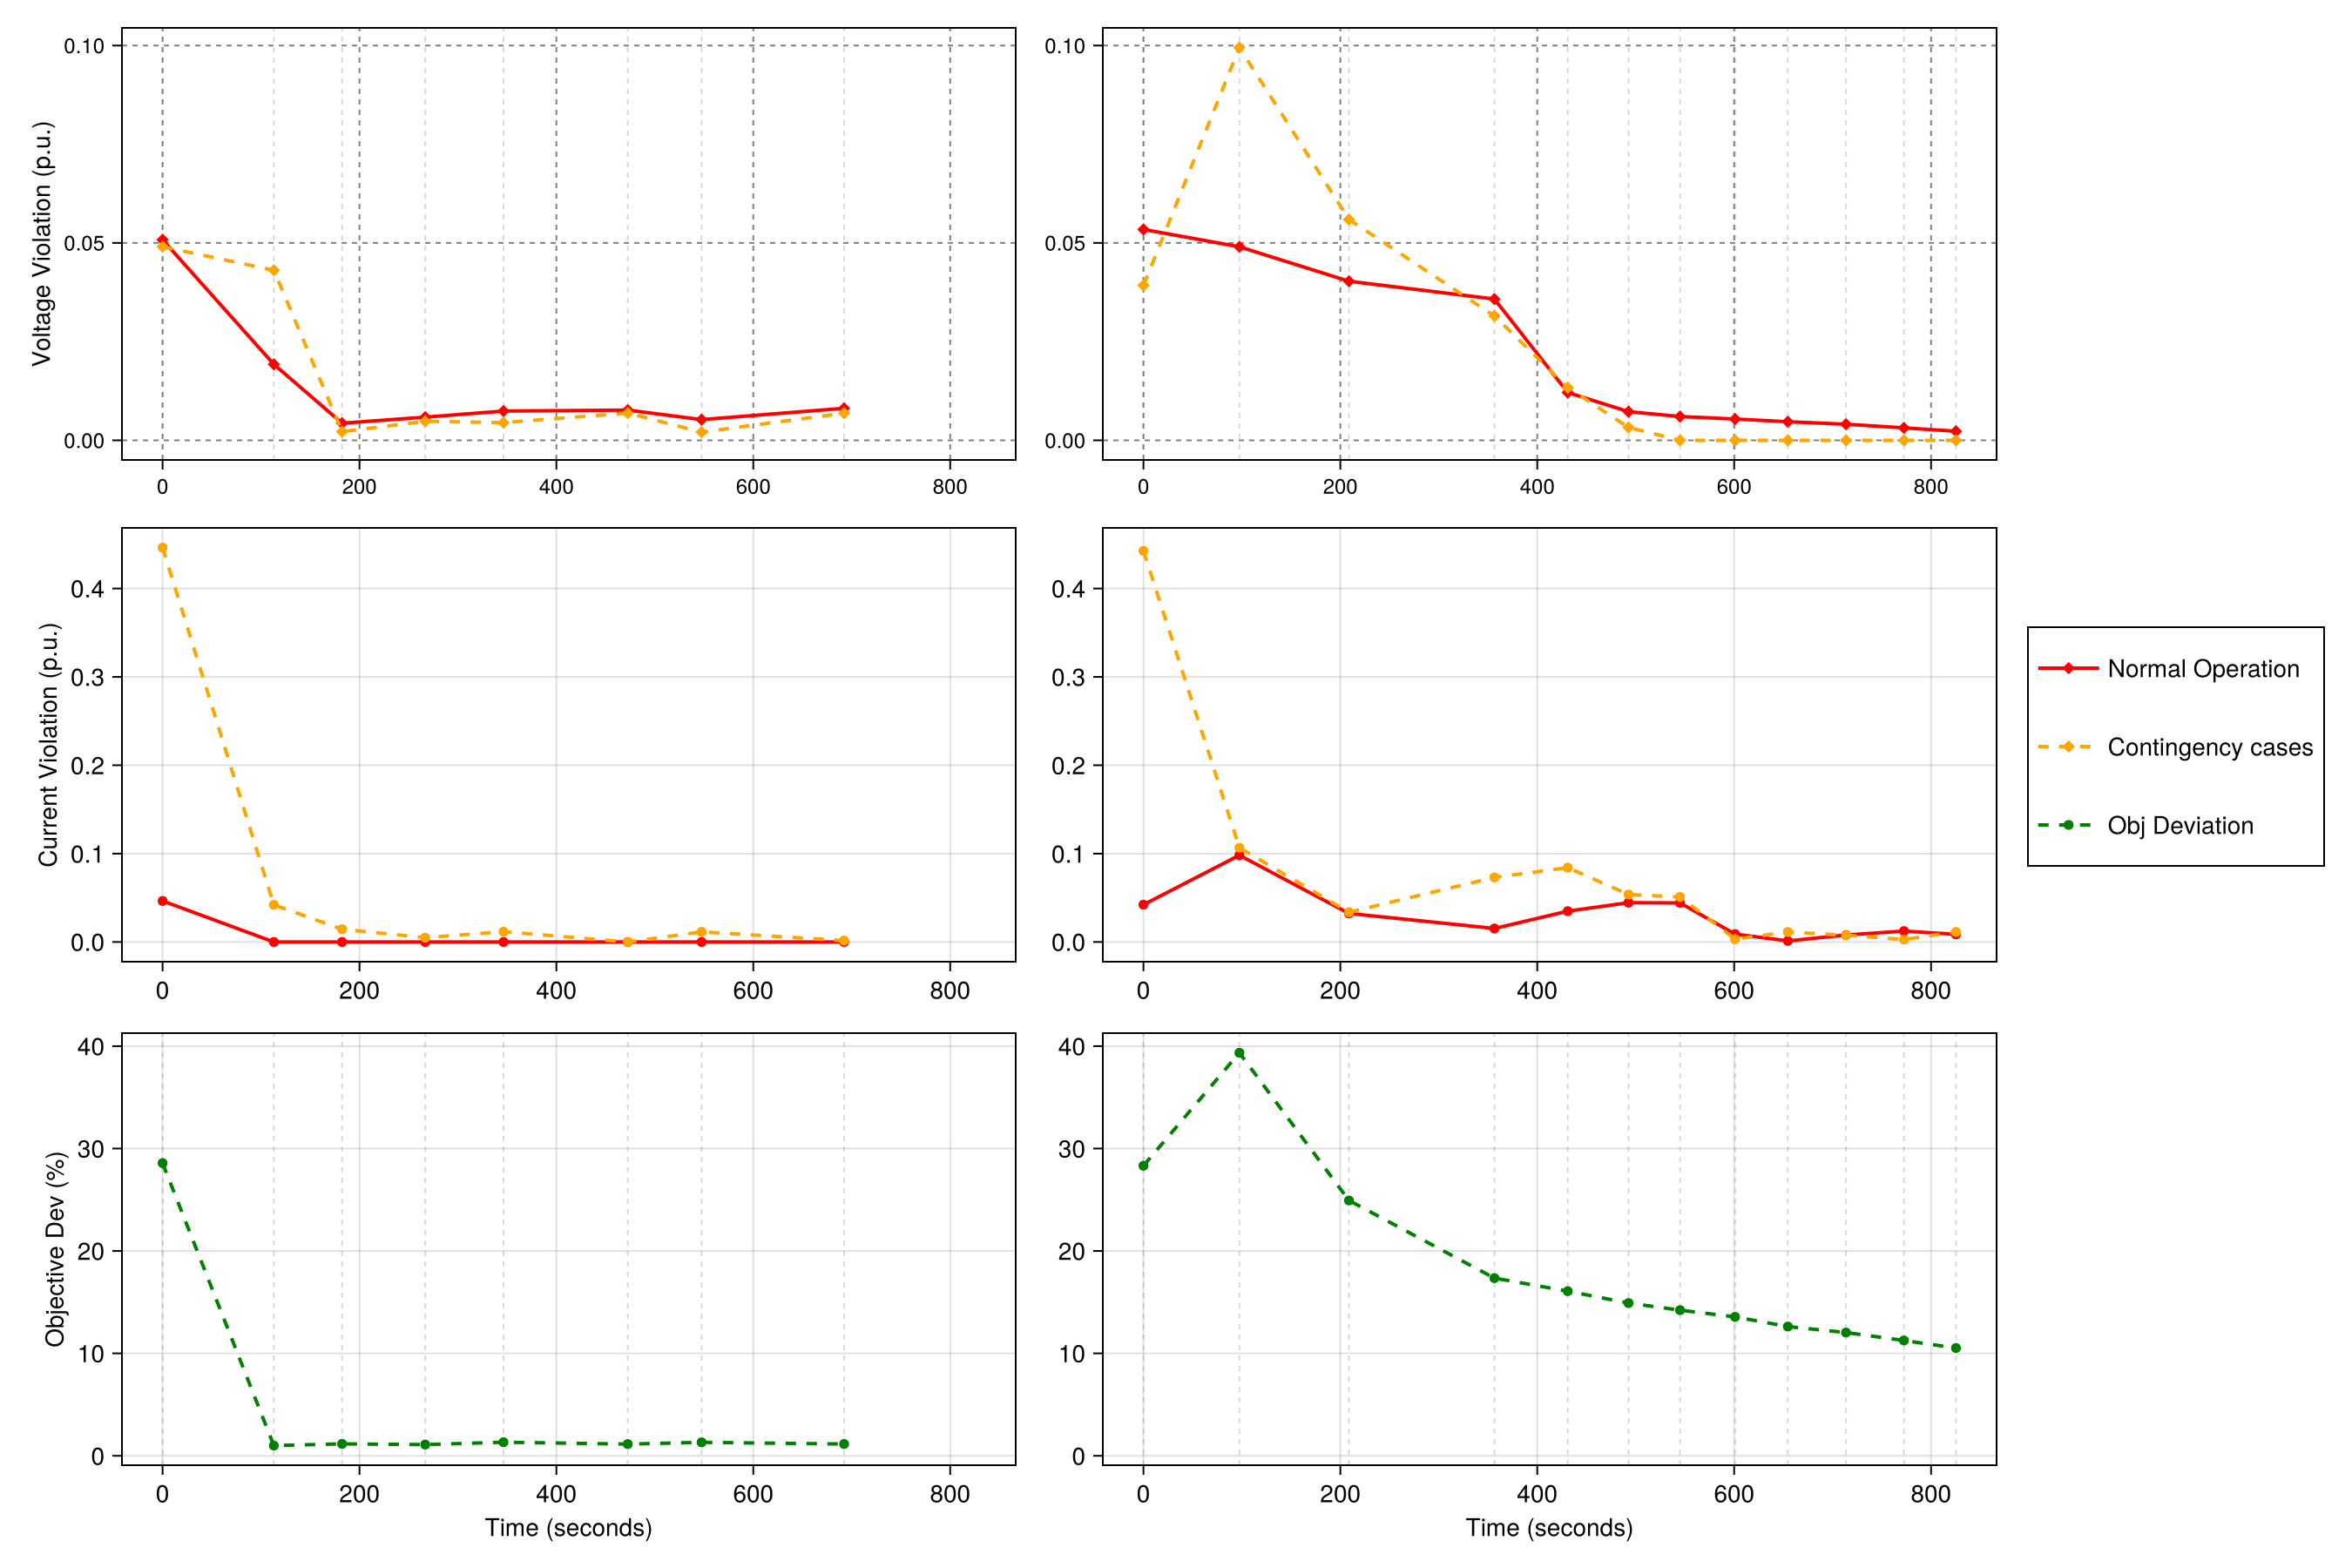 0.10
0.05
0.00
Voltage Violation (p.u.)
0 200 400 600 800
0.10
0.05
0.00
0 200 400 600 800
0.4
0.3
0.2
0.1
0.0
Current Violation (p.u.)
0 200 400 600 800
0.4
0.3
0.2
0.1
0.0
0 200 400 600 800
Normal Operation
Contingency cases
Obj Deviation
40
30
20
10
0
Objective Dev (%)
0 200 400 600 800
Time (seconds)
40
30
20
10
0
0 200 400 600 800
Time (seconds)